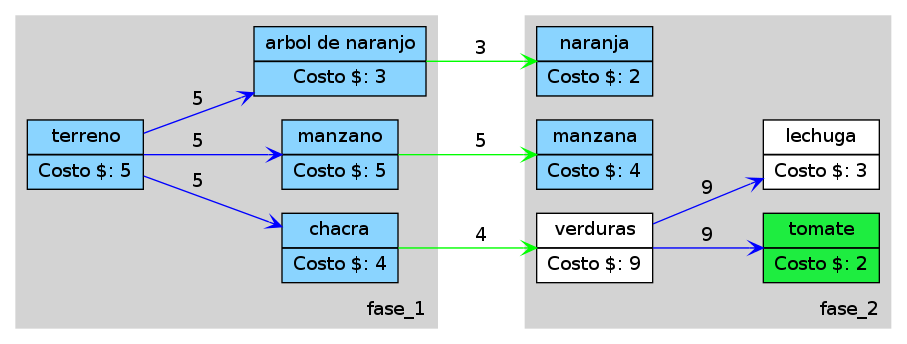 arbol de naranjo
Costo $: 3
3
naranja
Costo $: 2
5
terreno
Costo $: 5
5
manzano
Costo $: 5
5
manzana
Costo $: 4
lechuga
Costo $: 3
5
chacra
Costo $: 4
4
verduras
Costo $: 9
9
9
tomate
Costo $: 2
fase_1
fase_2